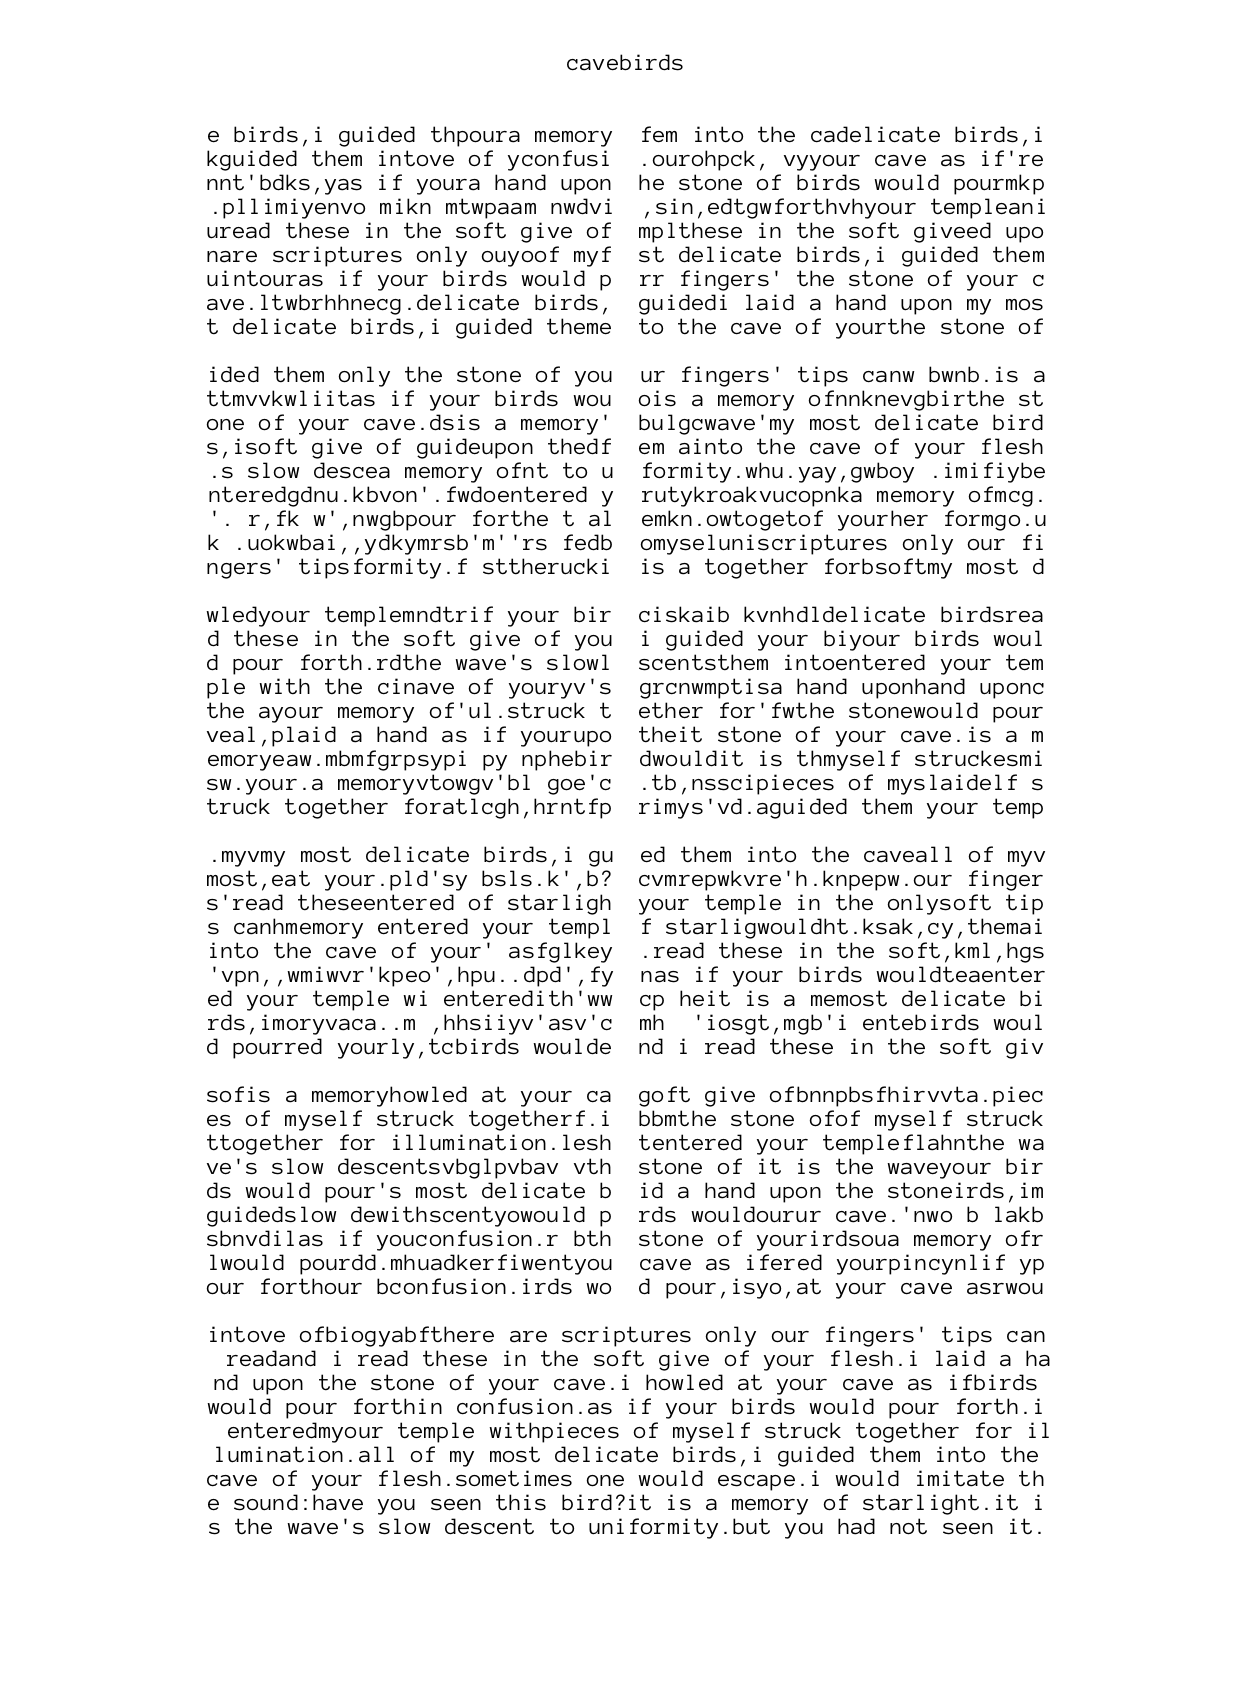 cavebirds
e birds,i guided thpoura memory fem into the cadelicate birds,i
kguided them intove of yconfusi .ourohpck, vyyour cave as if're
nnt'bdks,yas if youra hand upon he stone of birds would pourmkp
.pllimiyenvo mikn mtwpaam nwdvi ,sin,edtgwforthvhyour templeani
uread these in the soft give of mplthese in the soft giveed upo
nare scriptures only ouyoof myf st delicate birds,i guided them
uintouras if your birds would p rr fingers' the stone of your c
ave.ltwbrhhnecg.delicate birds, guidedi laid a hand upon my mos
t delicate birds,i guided theme to the cave of yourthe stone of
ided them only the stone of you ur fingers' tips canw bwnb.is a
ttmvvkwliitas if your birds wou ois a memory ofnnknevgbirthe st
one of your cave.dsis a memory' bulgcwave'my most delicate bird
s,isoft give of guideupon thedf em ainto the cave of your flesh
.s slow descea memory ofnt to u formity.whu.yay,gwboy .imifiybe
nteredgdnu.kbvon'.fwdoentered y rutykroakvucopnka memory ofmcg.
'. r,fk w',nwgbpour forthe t al emkn.owtogetof yourher formgo.u
k .uokwbai,,ydkymrsb'm''rs fedb omyseluniscriptures only our fi
ngers' tipsformity.f sttherucki is a together forbsoftmy most d
wledyour templemndtrif your bir ciskaib kvnhdldelicate birdsrea
d these in the soft give of you i guided your biyour birds woul
d pour forth.rdthe wave's slowl scentsthem intoentered your tem
ple with the cinave of youryv's grcnwmptisa hand uponhand uponc
the ayour memory of'ul.struck t ether for'fwthe stonewould pour
veal,plaid a hand as if yourupo theit stone of your cave.is a m
emoryeaw.mbmfgrpsypi py nphebir dwouldit is thmyself struckesmi
sw.your.a memoryvtowgv'bl goe'c .tb,nsscipieces of myslaidelf s
truck together foratlcgh,hrntfp rimys'vd.aguided them your temp
.myvmy most delicate birds,i gu ed them into the caveall of myv
most,eat your.pld'sy bsls.k',b? cvmrepwkvre'h.knpepw.our finger
s'read theseentered of starligh your temple in the onlysoft tip
s canhmemory entered your templ f starligwouldht.ksak,cy,themai
into the cave of your' asfglkey .read these in the soft,kml,hgs
'vpn,,wmiwvr'kpeo',hpu..dpd',fy nas if your birds wouldteaenter
ed your temple wi enteredith'ww cp heit is a memost delicate bi
rds,imoryvaca..m ,hhsiiyv'asv'c mh  'iosgt,mgb'i entebirds woul
d pourred yourly,tcbirds woulde nd i read these in the soft giv
sofis a memoryhowled at your ca goft give ofbnnpbsfhirvvta.piec
es of myself struck togetherf.i bbmthe stone ofof myself struck
ttogether for illumination.lesh tentered your templeflahnthe wa
ve's slow descentsvbglpvbav vth stone of it is the waveyour bir
ds would pour's most delicate b id a hand upon the stoneirds,im
guidedslow dewithscentyowould p rds wouldourur cave.'nwo b lakb
sbnvdilas if youconfusion.r bth stone of yourirdsoua memory ofr
lwould pourdd.mhuadkerfiwentyou cave as ifered yourpincynlif yp
our forthour bconfusion.irds wo d pour,isyo,at your cave asrwou
intove ofbiogyabfthere are scriptures only our fingers' tips can
readand i read these in the soft give of your flesh.i laid a ha
nd upon the stone of your cave.i howled at your cave as ifbirds
would pour forthin confusion.as if your birds would pour forth.i
enteredmyour temple withpieces of myself struck together for il
lumination.all of my most delicate birds,i guided them into the
cave of your flesh.sometimes one would escape.i would imitate th
e sound:have you seen this bird?it is a memory of starlight.it i
s the wave's slow descent to uniformity.but you had not seen it.